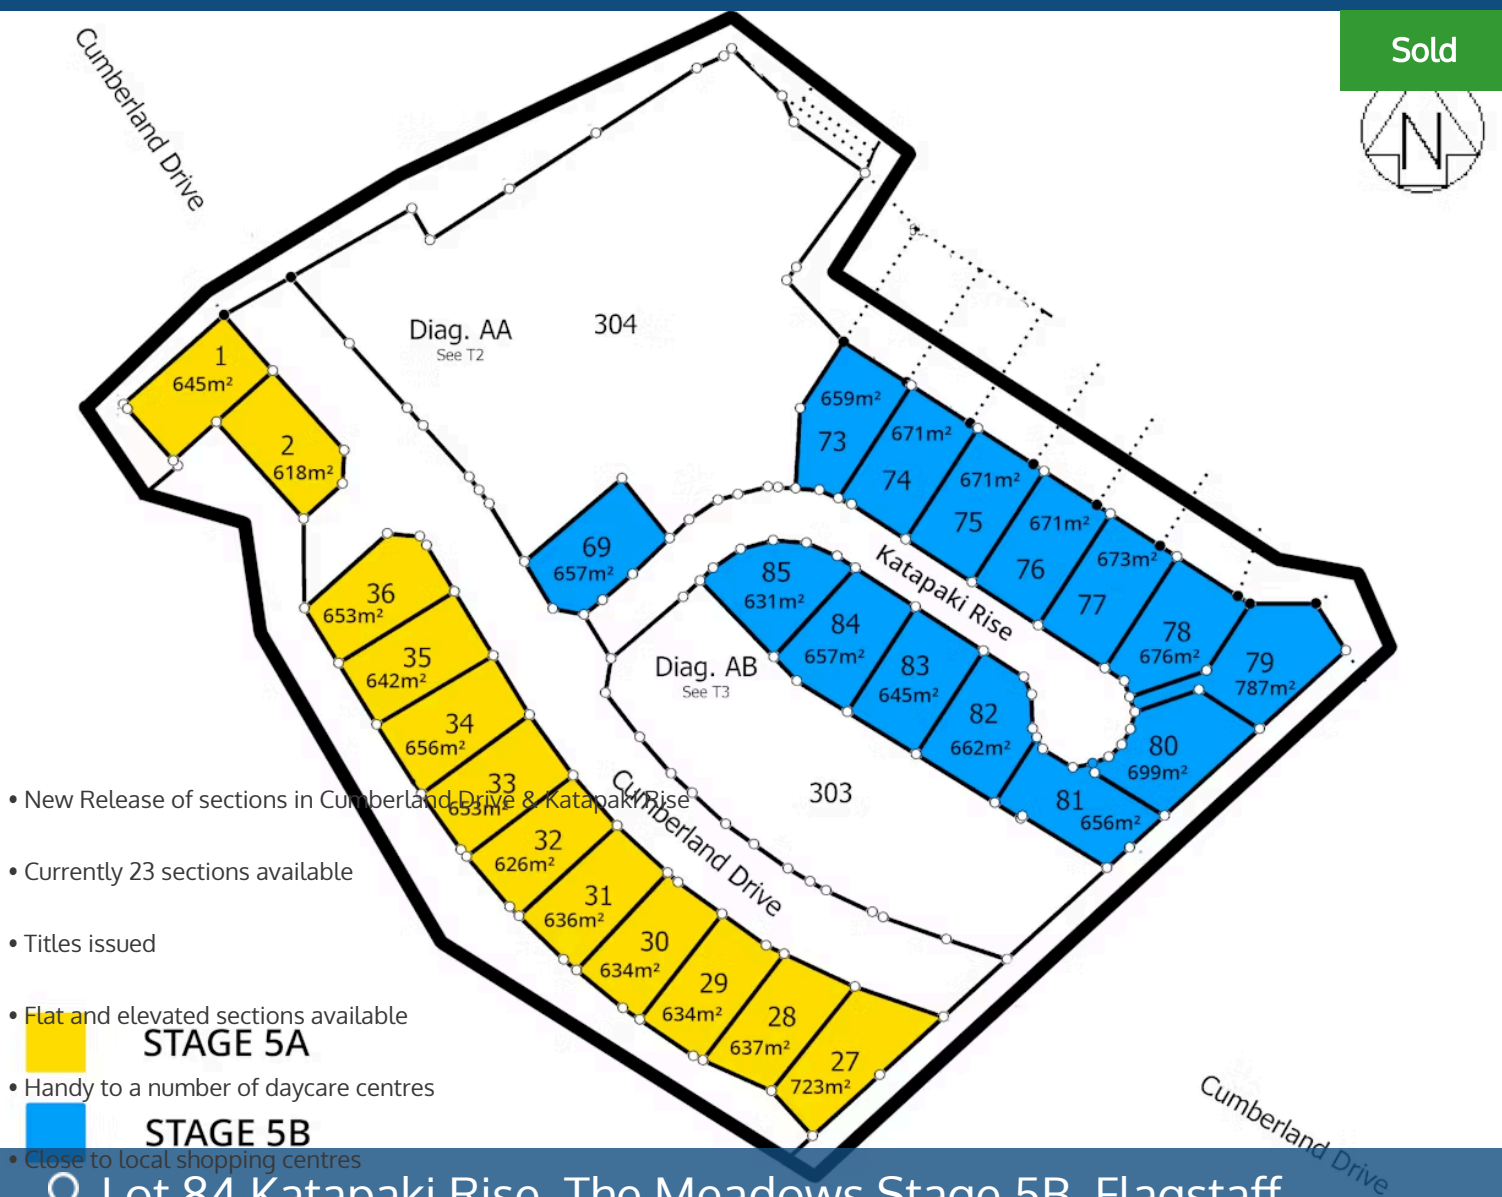 Sold
N
Cumberland Drive
304
Diag. AA
See T2
1
645m²
2
618m²
659m²
73
671m²
74
671m²
75
671m²
76
673m²
77
78
676m²
79
787m²
80
699m²
81
656m²
69
657m²
Katapaki Rise
85
631m²
84
657m²
83
645m²
82
662m²
Diag. AB
See T3
303
36
653m²
35
642m²
34
656m²
33
653m²
32
626m²
31
636m²
30
634m²
29
634m²
28
637m²
27
723m²
Cumberland Drive
Cumberland Drive
• New Release of sections in Cumberland Drive & Katapaki Rise
• Currently 23 sections available
• Titles issued
• Flat and elevated sections available
STAGE 5A
• Handy to a number of daycare centres
STAGE 5B
• Close to local shopping centres
Lot 84 Katapaki Rise, The Meadows Stage 5B, Flagstaff